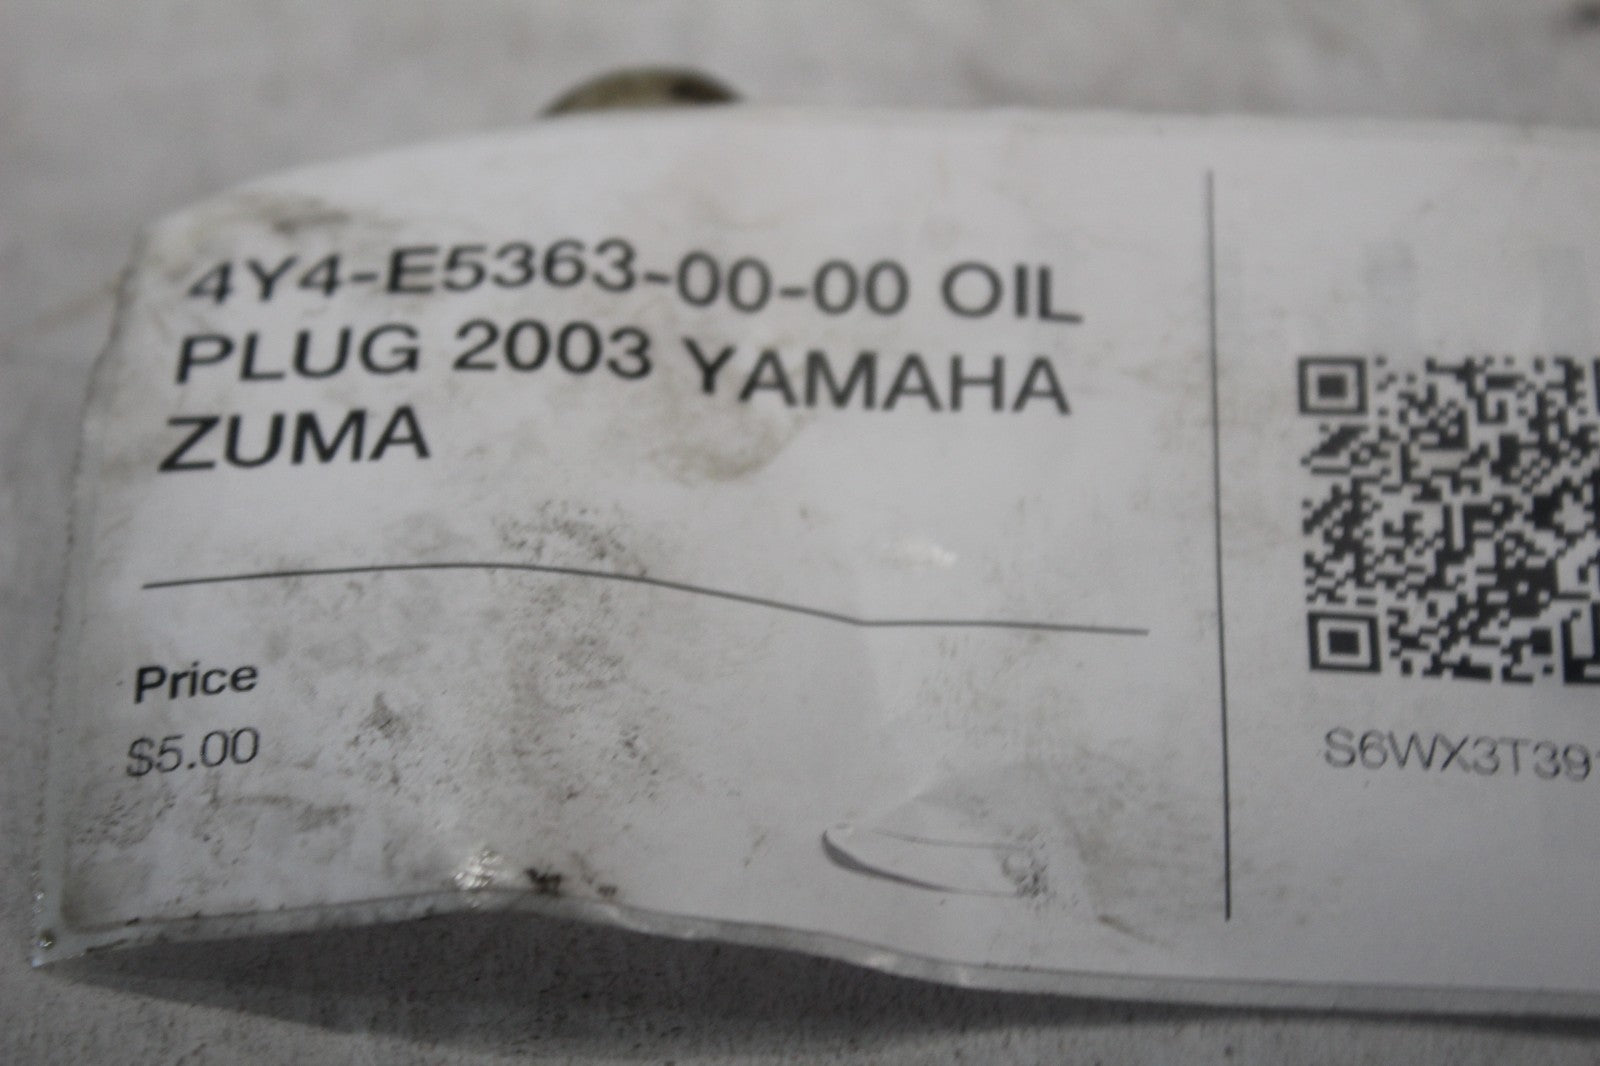 4Y4-E5363-00-00 OIL
PLUG 2003 YAMAHA
ZUMA
Price
$5.00